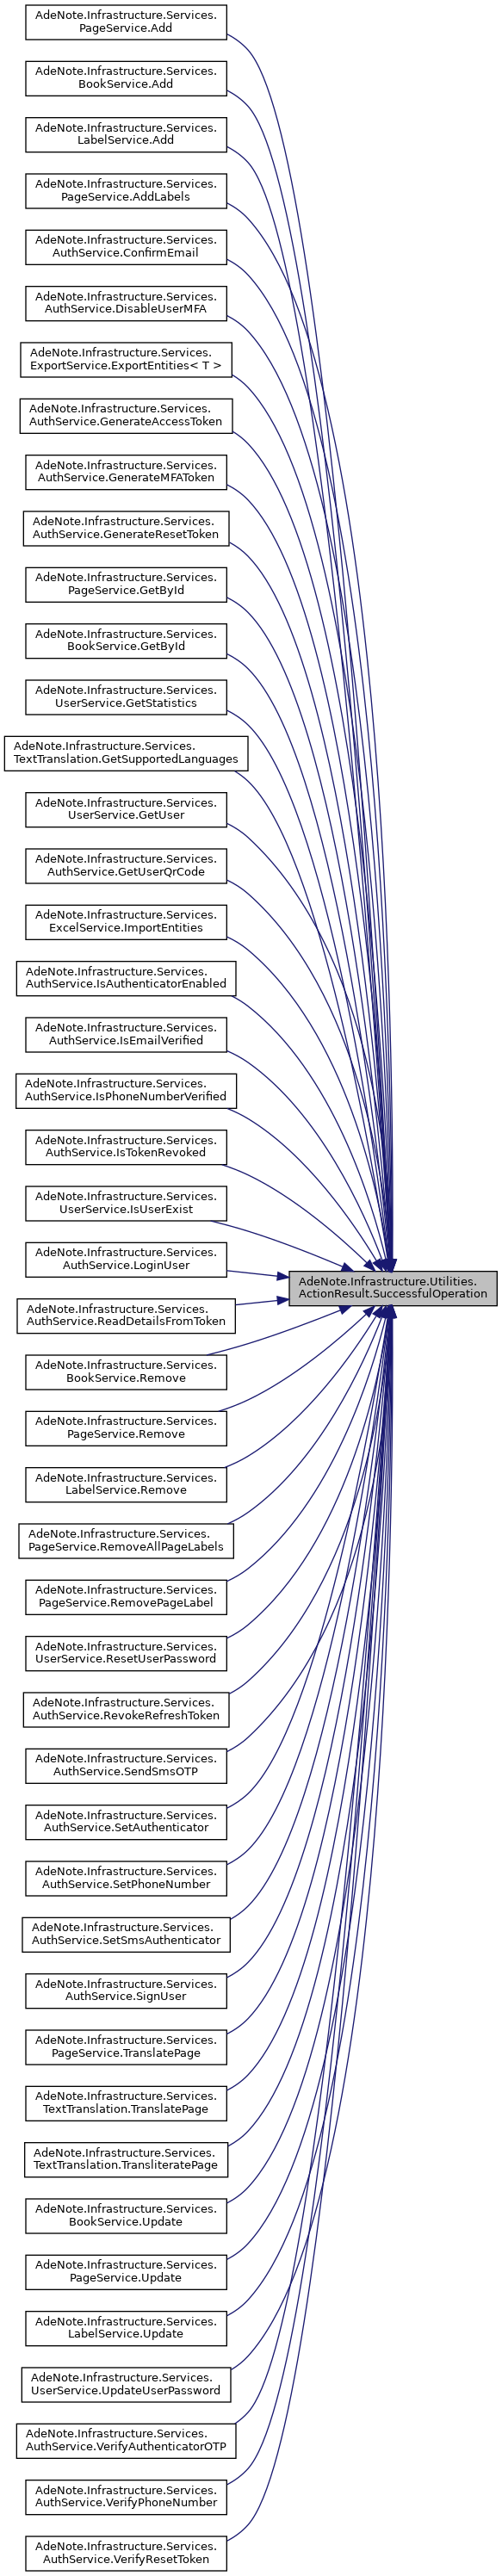 AdeNote.Infrastructure.Services.
PageService.Add
AdeNote.Infrastructure.Services.
BookService.Add
AdeNote.Infrastructure.Services.
LabelService.Add
AdeNote.Infrastructure.Services.
PageService.AddLabels
AdeNote.Infrastructure.Services.
AuthService.ConfirmEmail
AdeNote.Infrastructure.Services.
AuthService.DisableUserMFA
AdeNote.Infrastructure.Services.
ExportService.ExportEntities< T >
AdeNote.Infrastructure.Services.
AuthService.GenerateAccessToken
AdeNote.Infrastructure.Services.
AuthService.GenerateMFAToken
AdeNote.Infrastructure.Services.
AuthService.GenerateResetToken
AdeNote.Infrastructure.Services.
PageService.GetById
AdeNote.Infrastructure.Services.
BookService.GetById
AdeNote.Infrastructure.Services.
UserService.GetStatistics
AdeNote.Infrastructure.Services.
TextTranslation.GetSupportedLanguages
AdeNote.Infrastructure.Services.
UserService.GetUser
AdeNote.Infrastructure.Services.
AuthService.GetUserQrCode
AdeNote.Infrastructure.Services.
ExcelService.ImportEntities
AdeNote.Infrastructure.Services.
AuthService.IsAuthenticatorEnabled
AdeNote.Infrastructure.Services.
AuthService.IsEmailVerified
AdeNote.Infrastructure.Services.
AuthService.IsPhoneNumberVerified
AdeNote.Infrastructure.Services.
AuthService.IsTokenRevoked
AdeNote.Infrastructure.Services.
UserService.IsUserExist
AdeNote.Infrastructure.Services.
AuthService.LoginUser
AdeNote.Infrastructure.Utilities.
ActionResult.SuccessfulOperation
AdeNote.Infrastructure.Services.
AuthService.ReadDetailsFromToken
AdeNote.Infrastructure.Services.
BookService.Remove
AdeNote.Infrastructure.Services.
PageService.Remove
AdeNote.Infrastructure.Services.
LabelService.Remove
AdeNote.Infrastructure.Services.
PageService.RemoveAllPageLabels
AdeNote.Infrastructure.Services.
PageService.RemovePageLabel
AdeNote.Infrastructure.Services.
UserService.ResetUserPassword
AdeNote.Infrastructure.Services.
AuthService.RevokeRefreshToken
AdeNote.Infrastructure.Services.
AuthService.SendSmsOTP
AdeNote.Infrastructure.Services.
AuthService.SetAuthenticator
AdeNote.Infrastructure.Services.
AuthService.SetPhoneNumber
AdeNote.Infrastructure.Services.
AuthService.SetSmsAuthenticator
AdeNote.Infrastructure.Services.
AuthService.SignUser
AdeNote.Infrastructure.Services.
PageService.TranslatePage
AdeNote.Infrastructure.Services.
TextTranslation.TranslatePage
AdeNote.Infrastructure.Services.
TextTranslation.TransliteratePage
AdeNote.Infrastructure.Services.
BookService.Update
AdeNote.Infrastructure.Services.
PageService.Update
AdeNote.Infrastructure.Services.
LabelService.Update
AdeNote.Infrastructure.Services.
UserService.UpdateUserPassword
AdeNote.Infrastructure.Services.
AuthService.VerifyAuthenticatorOTP
AdeNote.Infrastructure.Services.
AuthService.VerifyPhoneNumber
AdeNote.Infrastructure.Services.
AuthService.VerifyResetToken